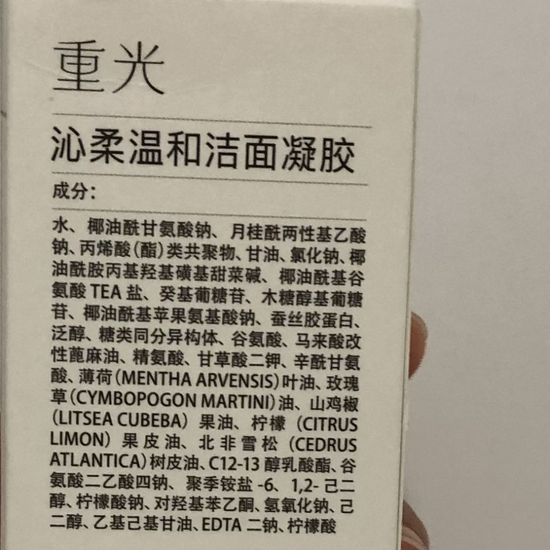 重光
沁柔温和洁面凝胶
成分：
水、椰油酰甘氨酸钠、月桂酰两性基乙酸
钠、丙烯酸（酯）类共聚物、甘油、氯化钠、椰
油酰胺丙基羟基磺基甜菜碱、椰油酰基谷
氨酸 TEA 盐、癸基葡糖苷、木糖醇基葡糖
苷、椰油酰基苹果氨基酸钠、蚕丝胶蛋白、
泛醇、糖类同分异构体、谷氨酸、马来酸改
性蓖麻油、精氨酸、甘草酸二钾、辛酰甘氨
酸、薄荷（MENTHA ARVENSIS）叶油、玫瑰
草（CYMBOPOGON MARTINI）油、山鸡椒
（LITSEA CUBEBA）果油、柠檬（CITRUS
LIMON）果皮油、北非雪松（CEDRUS
ATLANTICA）树皮油、C12-13 醇乳酸酯、谷
氨酸二乙酸四钠、聚季铵盐 -6、1,2- 己二
醇、柠檬酸钠、对羟基苯乙酮、氢氧化钠、己
二醇、乙基己基甘油、EDTA 二钠、柠檬酸